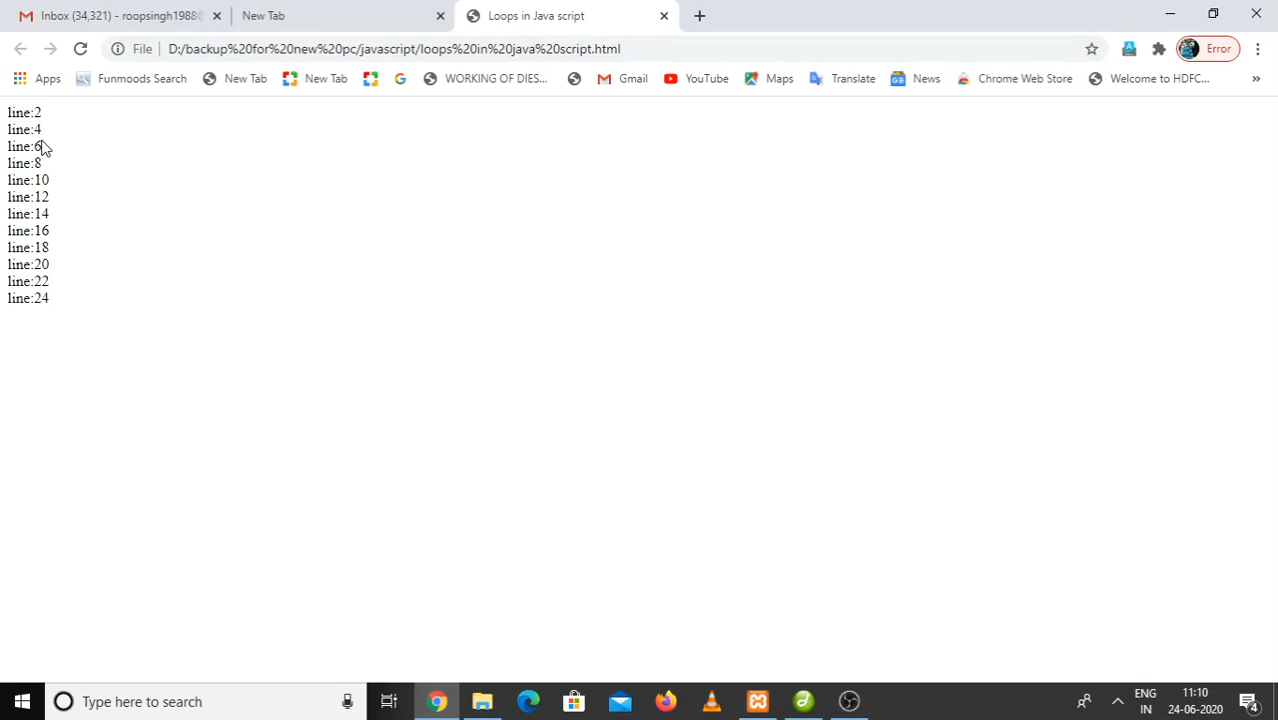 Inbox (34,321) - roopsingh1988@
New Tab
Loops in Java script
File
D:/backup%20for%20new%20pc/javascript/loops%20in%20java%20script.html
Error
Apps
Funmoods Search
New Tab
New Tab
WORKING OF DIES...
Gmail
YouTube
Maps
Translate
News
Chrome Web Store
Welcome to HDFC...
»
line:2
line:4
line:6
line:8
line:10
line:12
line:14
line:16
line:18
line:20
line:22
line:24
Type here to search
ENG
IN
11:10
24-06-2020
4